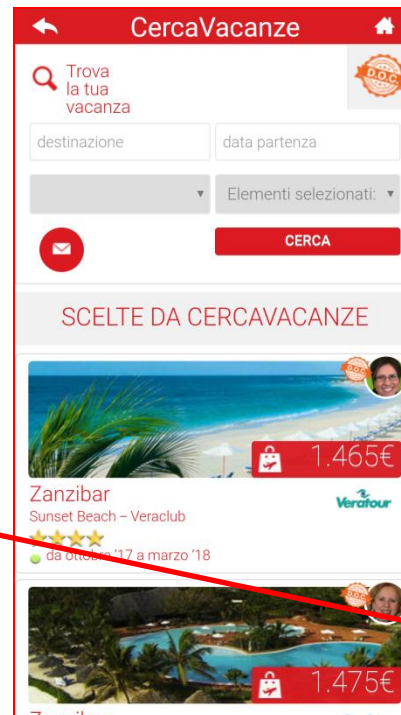 CercaVacanze
Trova
la tua
vacanza
D.O.C.
destinazione
data partenza
Elementi selezionati:
CERCA
SCELTE DA CERCAVACANZE
D.O.C.
1.465€
Zanzibar
Veratour
Sunset Beach – Veraclub
da ottobre '17 a marzo '18
1.475€